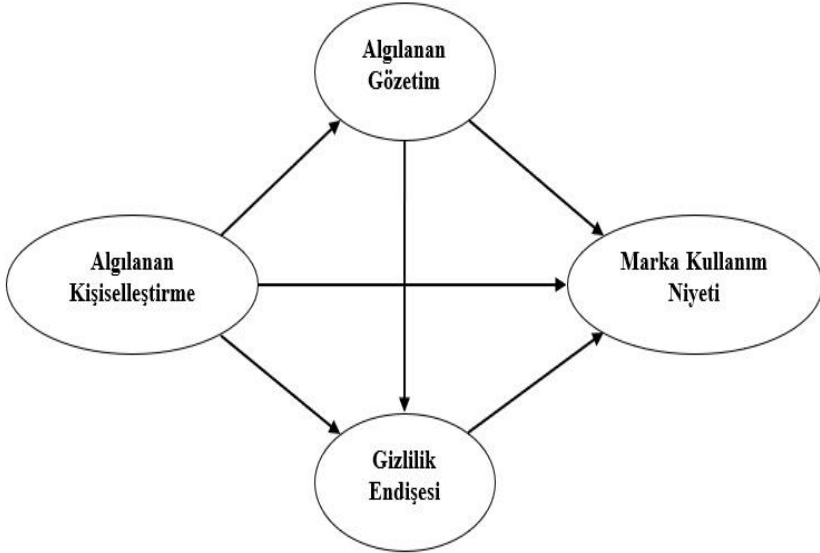 Algılanan
Gözetim
Algılanan
Kişiselleştirme
Marka Kullanım
Niyeti
Gizlilik
Endişesi